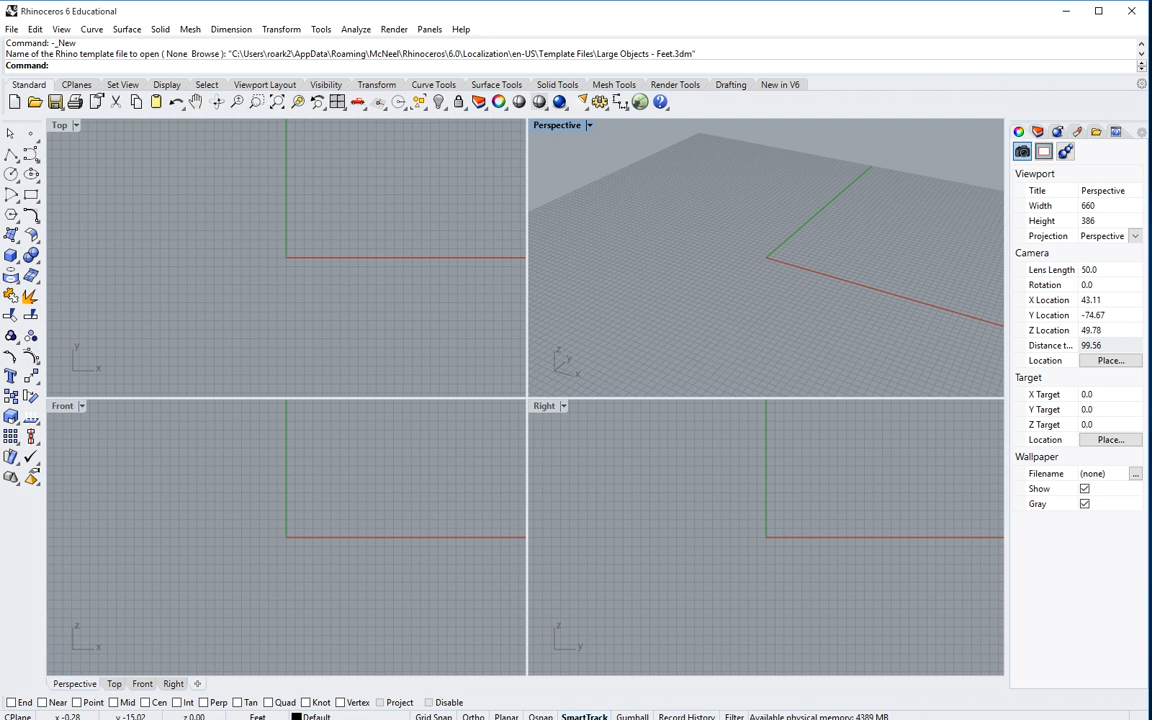 Rhinoceros 6 Educational
File Edit View Curve Surface Solid Mesh Dimension Transform Tools Analyze Render Panels Help
Command: -_New
Name of the Rhino template file to open ( None Browse ): "C:\Users\roark2\AppData\Roaming\McNeel\Rhinoceros\6.0\Localization\en-US\Template Files\Large Objects - Feet.3dm"
Command:
Standard CPlanes Set View Display Select Viewport Layout Visibility Transform Curve Tools Surface Tools Solid Tools Mesh Tools Render Tools Drafting New in V6
Top
Perspective
z
y
x
y
x
Front
Right
z
x
z
y
Viewport
Title Perspective
Width 660
Height 386
Projection Perspective
Camera
Lens Length 50.0
Rotation 0.0
X Location 43.11
Y Location -74.67
Z Location 49.78
Distance t... 99.56
Location Place...
Target
X Target 0.0
Y Target 0.0
Z Target 0.0
Location Place...
Wallpaper
Filename (none) ...
Show
Gray
Perspective Top Front Right
End Near Point Mid Cen Int Perp Tan Quad Knot Vertex Project Disable
CPlane x -0.28 y -15.02 z 0.00 Feet Default Grid Snap Ortho Planar Osnap SmartTrack Gumball Record History Filter Available physical memory: 4389 MB